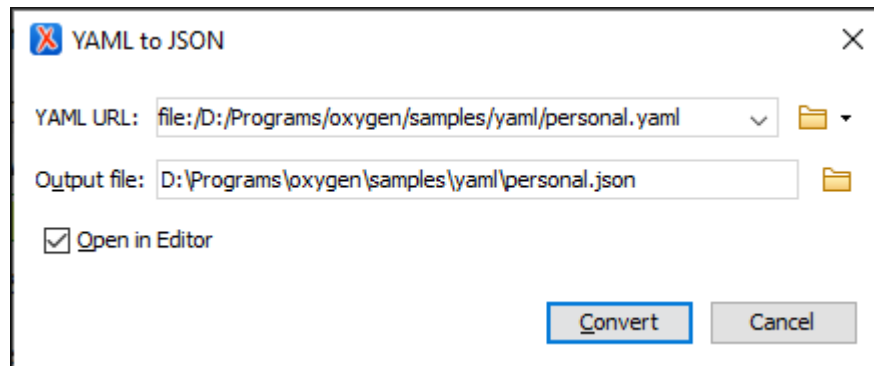 YAML to JSON
YAML URL: file:/D:/Programs/oxygen/samples/yaml/personal.yaml
Output file: D:\Programs\oxygen\samples\yaml\personal.json
Open in Editor
Convert Cancel